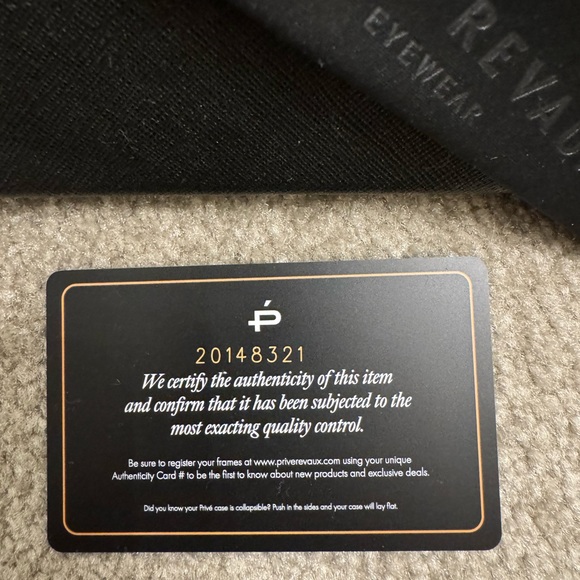 REVAU
EYEWEAR
20148321
We certify the authenticity of this item
and confirm that it has been subjected to the
most exacting quality control.
Be sure to register your frames at www.priverevaux.com using your unique
Authenticity Card # to be the first to know about new products and exclusive deals.
Did you know your Privé case is collapsible? Push in the sides and your case will lay flat.